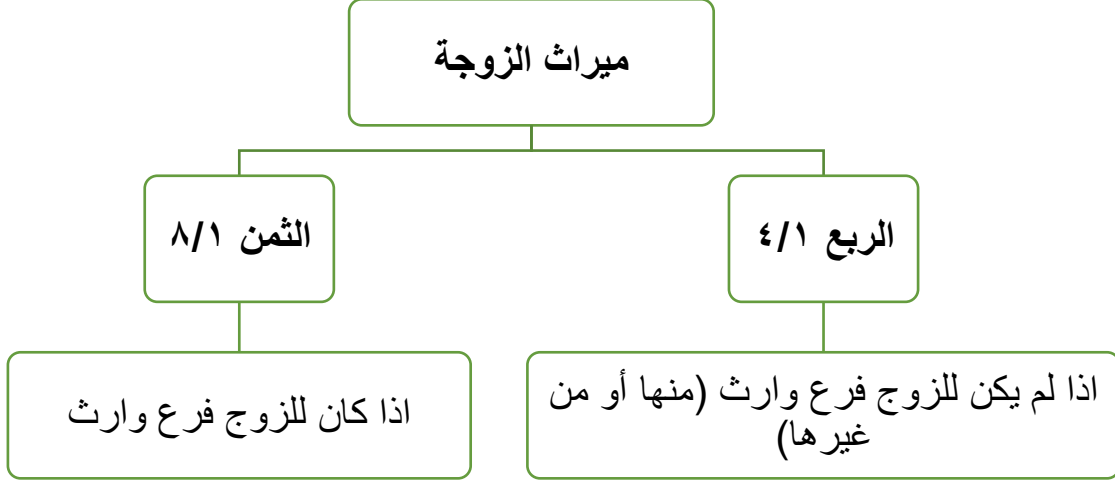 ميراث الزوجة
الربع ٤/١
الثمن ٨/١
اذا لم يكن للزوج فرع وارث (منها أو من
غيرها)
اذا كان للزوج فرع وارث